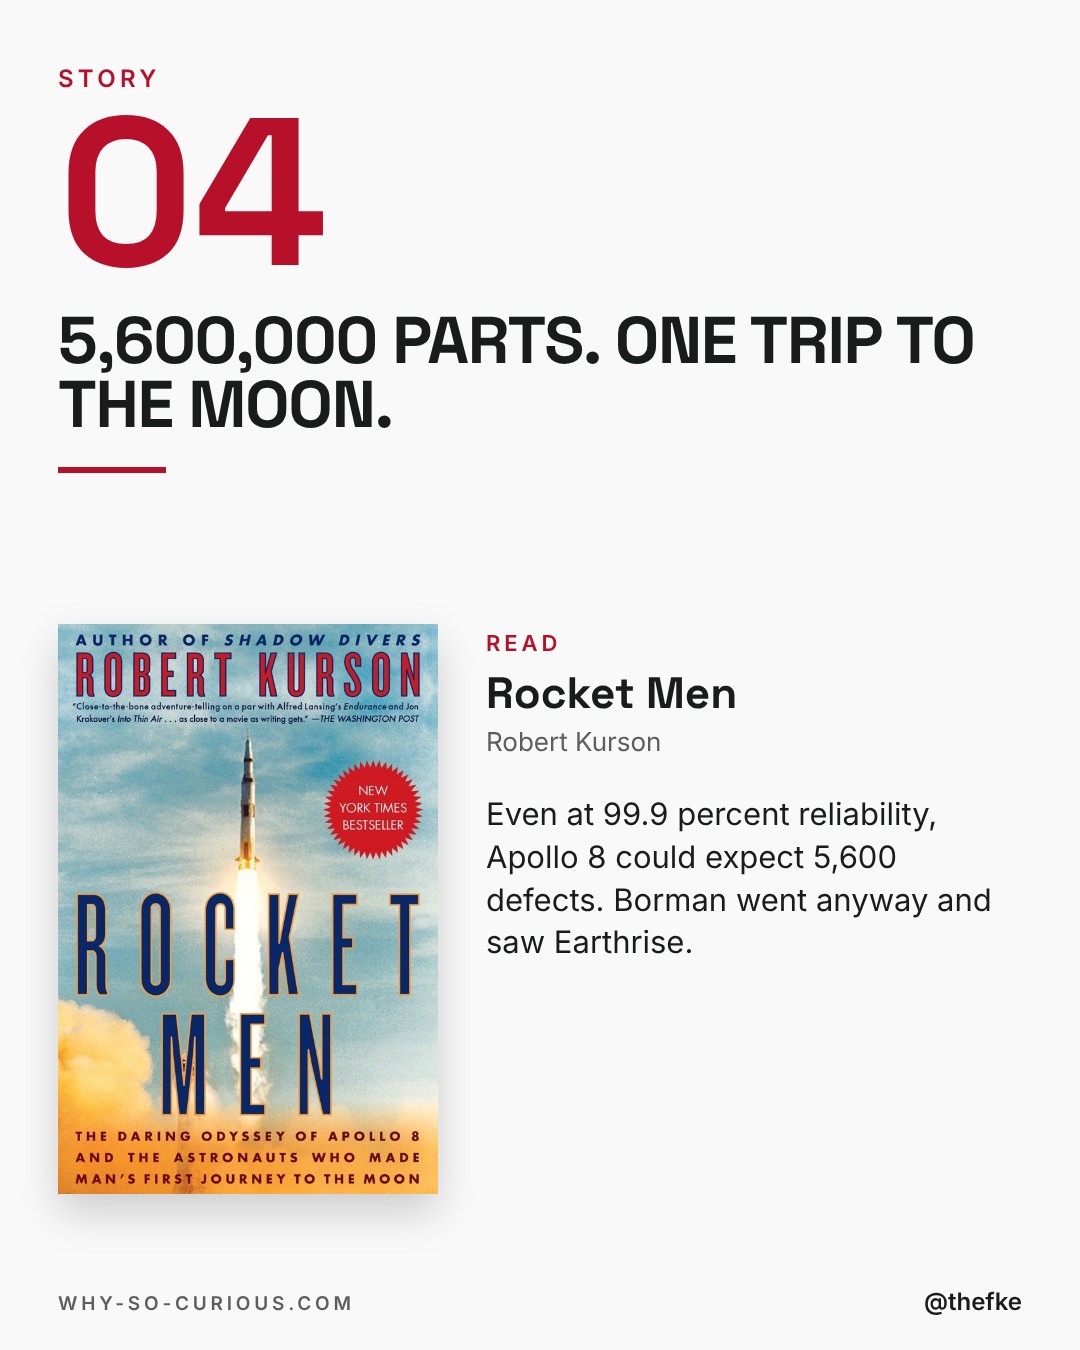 STORY
04
5,600,000 PARTS. ONE TRIP TO
THE MOON.
AUTHOR OF SHADOW DIVERS
ROBERT KURSON
"Close-to-the-bone adventure-telling on a par with Alfred Lansing's Endurance and Jon
Krakauer's Into Thin Air . . . as close to a movie as writing gets." —THE WASHINGTON POST
NEW
YORK TIMES
BESTSELLER
ROCKET
MEN
THE DARING ODYSSEY OF APOLLO 8
AND THE ASTRONAUTS WHO MADE
MAN'S FIRST JOURNEY TO THE MOON
READ
Rocket Men
Robert Kurson
Even at 99.9 percent reliability,
Apollo 8 could expect 5,600
defects. Borman went anyway and
saw Earthrise.
WHY-SO-CURIOUS.COM
@thefke